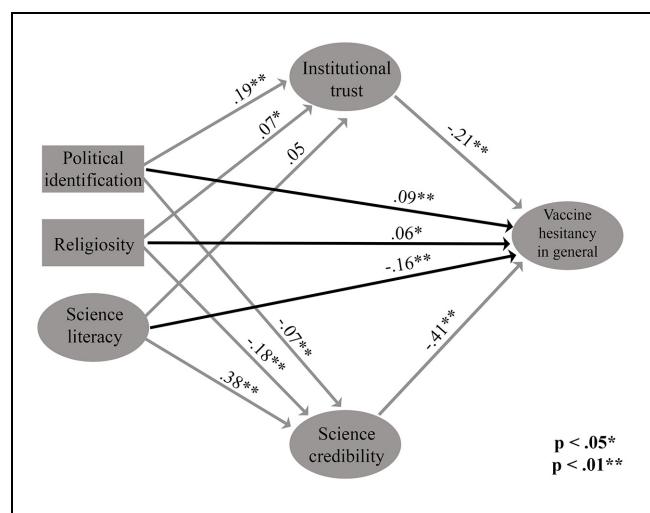 Institutional
trust
.19**
.07*
.05
-.21**
Political
identification
.09**
Vaccine
hesitancy
in general
Religiosity
.06*
-.16**
Science
literacy
-.07**
-.18**
.38**
-.41**
Science
credibility
p < .05*
p < .01**